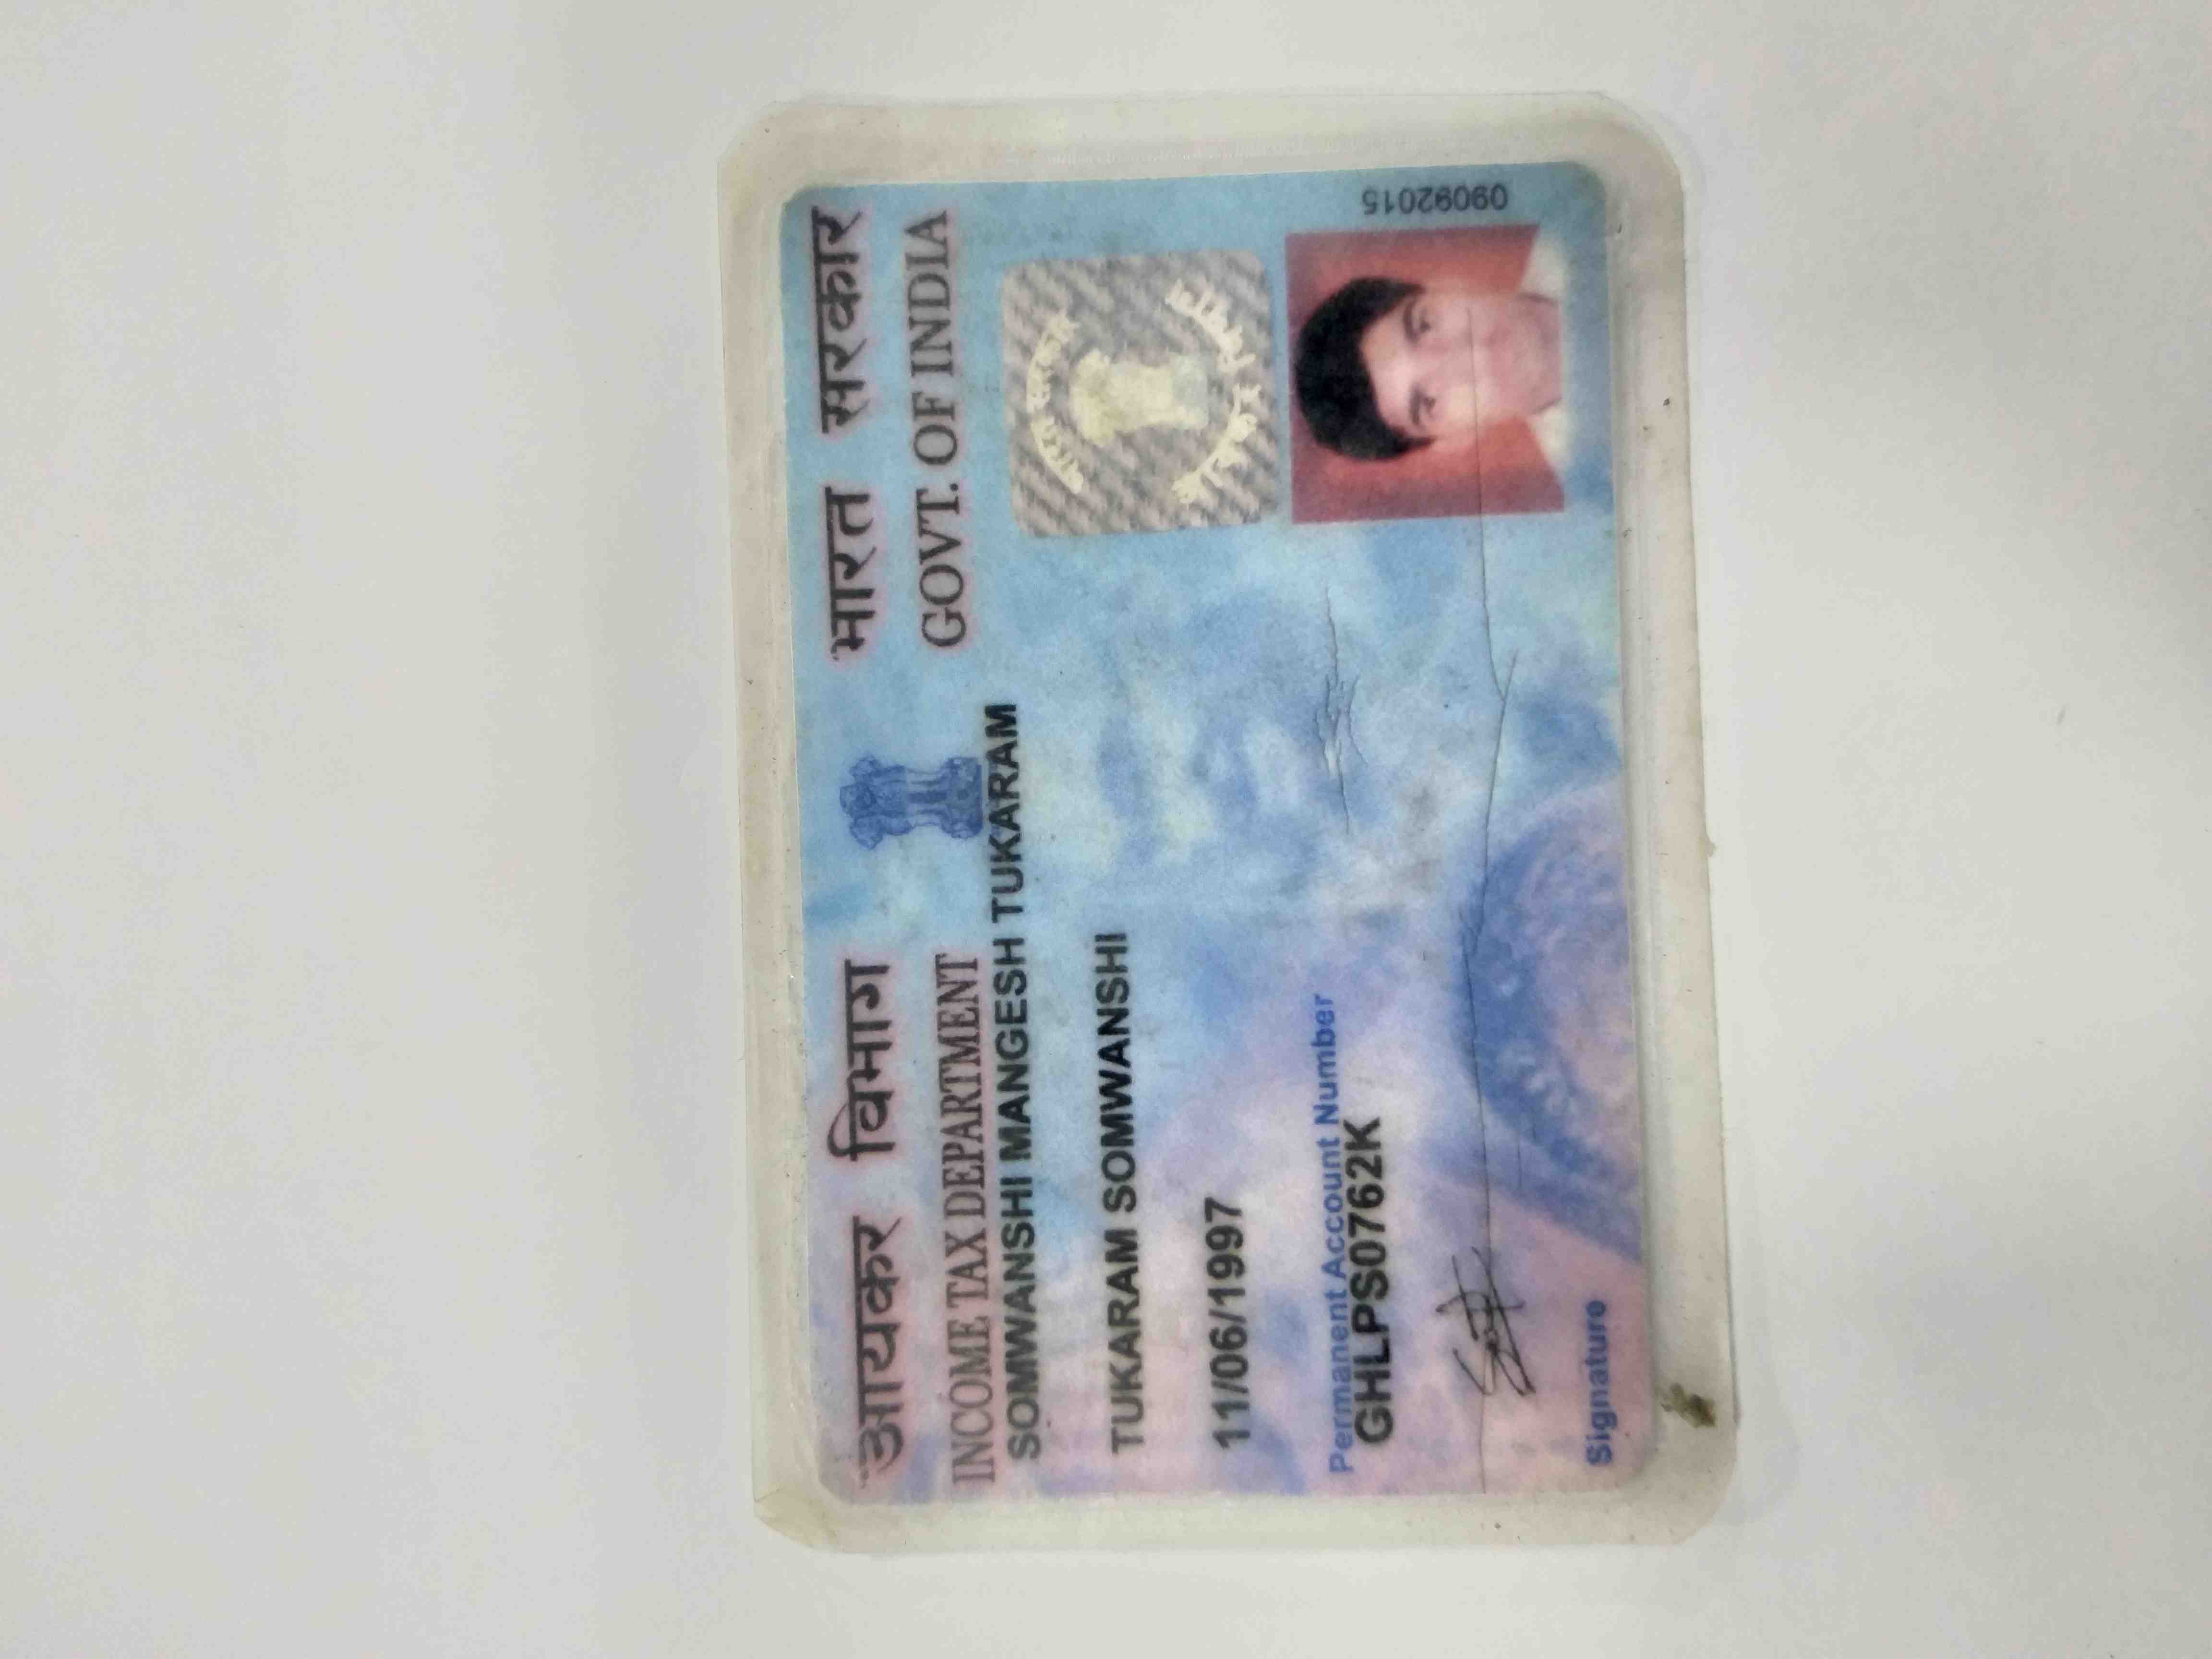 आयकर विभाग
INCOME TAX DEPARTMENT
भारत सरकार
GOVT. OF INDIA
SOMWANSHI MANGESH TUKARAM
TUKARAM SOMWANSHI
11/06/1997
Permanent Account Number
GHLPS0762K
Signature
09092015